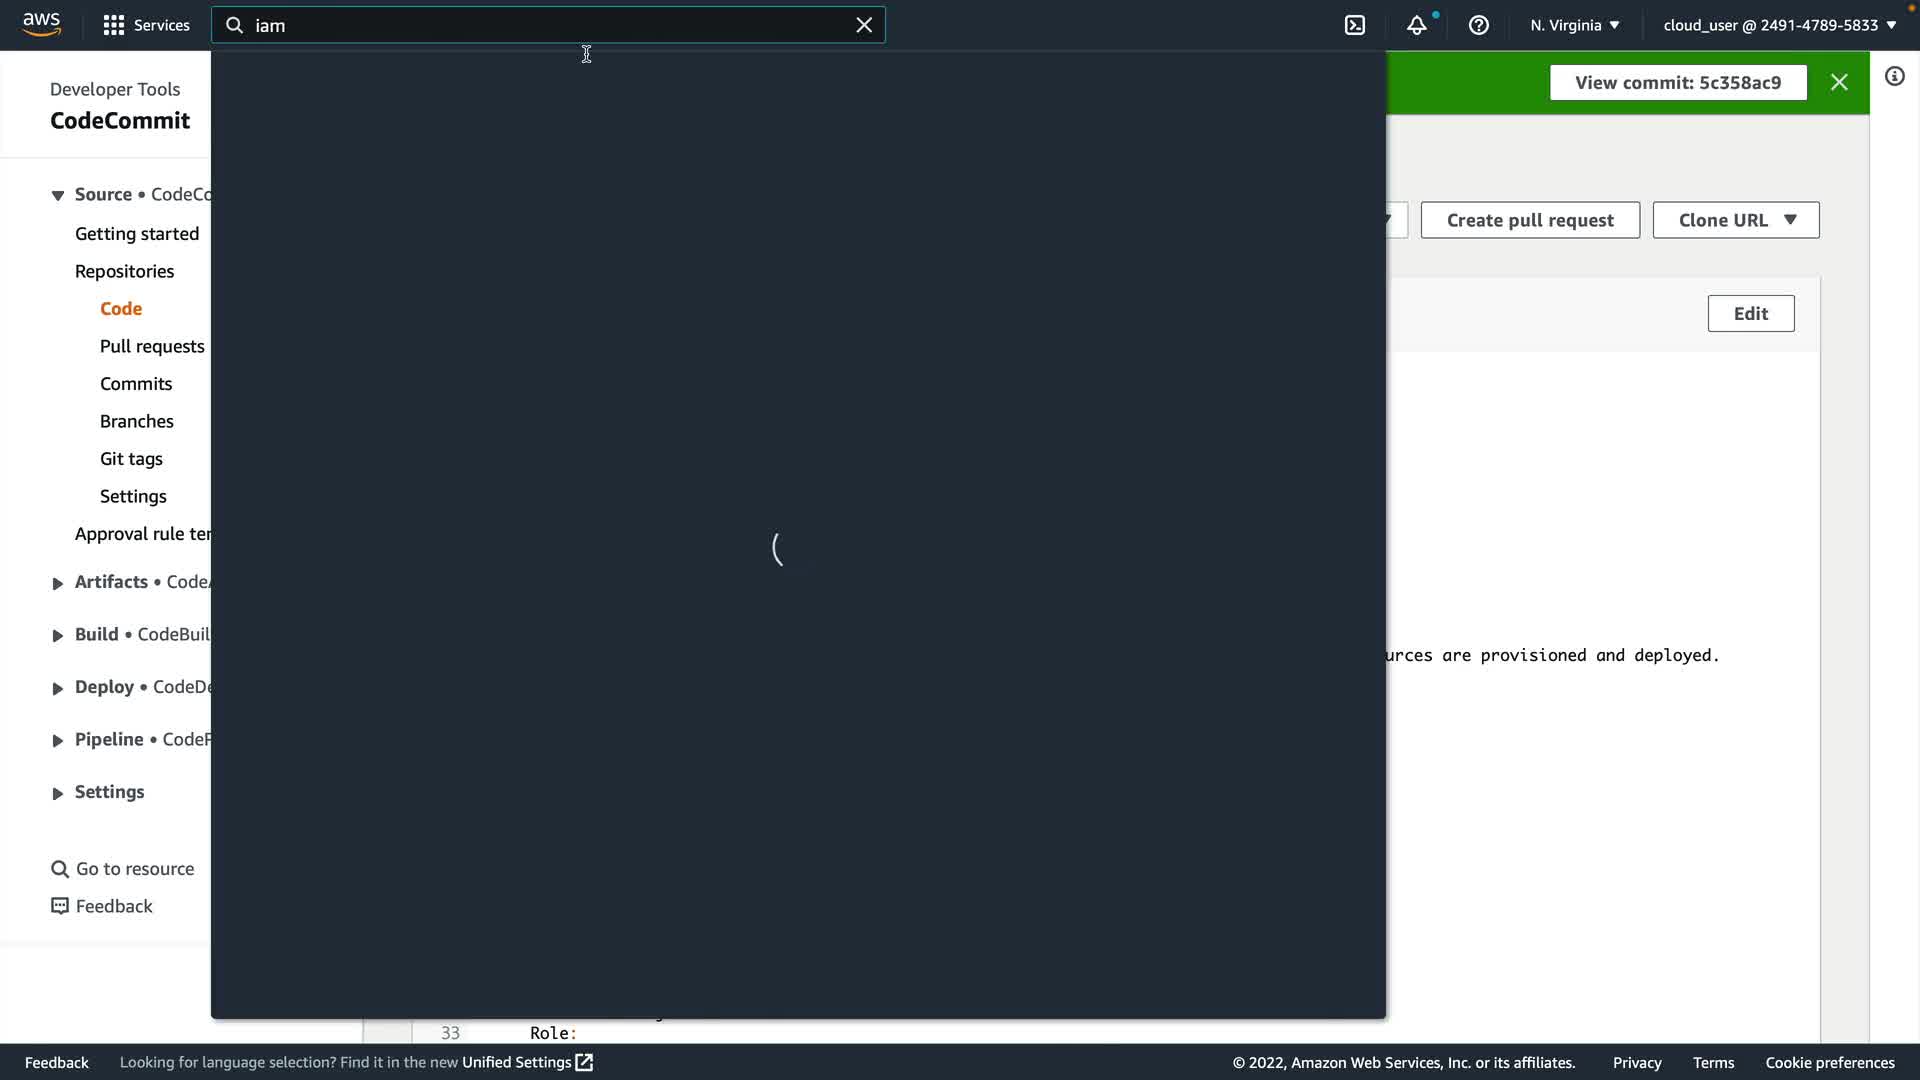 aws
Services
iam
N. Virginia
cloud_user @ 2491-4789-5833
View commit: 5c358ac9
Developer Tools
CodeCommit
Source • CodeCo
Getting started
Repositories
Code
Pull requests
Commits
Branches
Git tags
Settings
Approval rule ter
Artifacts • CodeA
Build • CodeBuil
Deploy • CodeDe
Pipeline • CodeP
Settings
Go to resource
Feedback
Create pull request
Clone URL
Edit
urces are provisioned and deployed.
33 Role:
Feedback
Looking for language selection? Find it in the new Unified Settings
© 2022, Amazon Web Services, Inc. or its affiliates.
Privacy
Terms
Cookie preferences